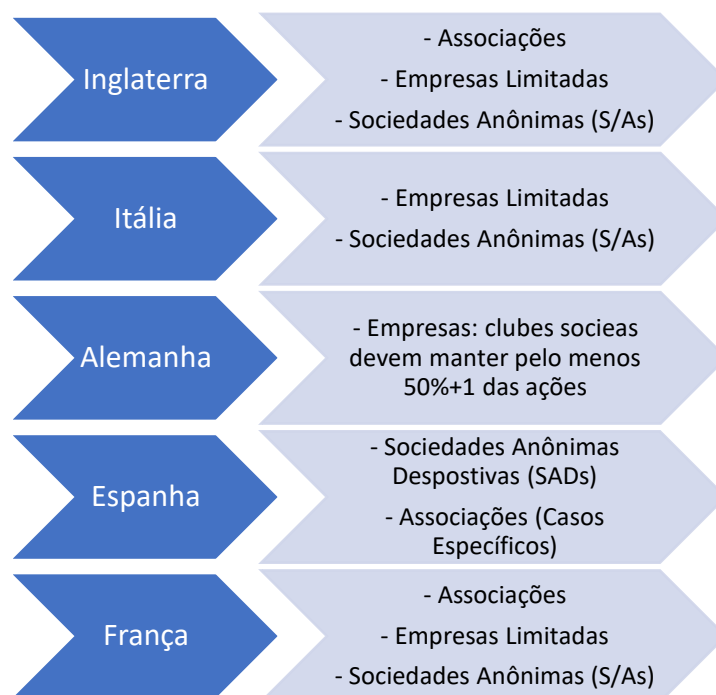 Inglaterra
- Associações
- Empresas Limitadas
- Sociedades Anônimas (S/As)
Itália
- Empresas Limitadas
- Sociedades Anônimas (S/As)
Alemanha
- Empresas: clubes socieas
devem manter pelo menos
50%+1 das ações
Espanha
- Sociedades Anônimas
Despostivas (SADs)
- Associações (Casos
Específicos)
França
- Associações
- Empresas Limitadas
- Sociedades Anônimas (S/As)